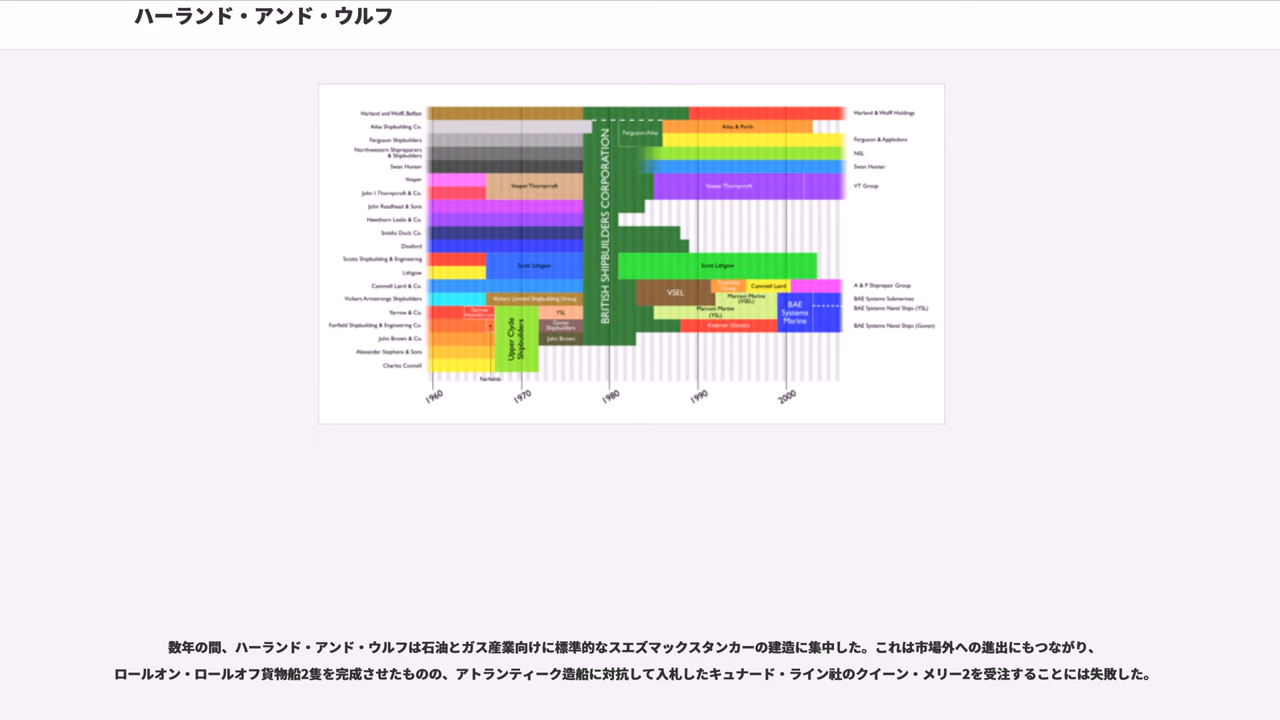 ハーランド・アンド・ウルフ
Harland and Wolff, Belfast
Harland & Wolff Holdings
Ailsa Shipbuilding Co.
Ferguson-Ailsa
Ailsa & Perth
Ferguson Shipbuilders
Ferguson & Appledore
Northwestern Shiprepairers
& Shipbuilders
NSL
Swan Hunter
Swan Hunter
Vosper
Vosper Thornycroft
Vosper Thornycroft
VT Group
John I. Thornycroft & Co.
John Readhead & Sons
Hawthorn Leslie & Co.
Smiths Dock Co.
Doxford
BRITISH SHIPBUILDERS CORPORATION
Scotts Shipbuilding & Engineering
Scott Lithgow
Scott Lithgow
Lithgow
Cammell Laird & Co.
VSEL
Cammell Laird
A & P Shiprepair Group
Vickers Armstrongs Shipbuilders
Vickers Limited Shipbuilding Group
Marconi Marine
(VSEL)
BAE
Systems
Marine
BAE Systems Submarines
Yarrow & Co.
Upper Clyde
Shipbuilders
YSL
Marconi Marine
(YSL)
BAE Systems Naval Ships (YSL)
Fairfield Shipbuilding & Engineering Co.
Govan
Shipbuilders
Kvaerner (Govan)
BAE Systems Naval Ships (Govan)
John Brown & Co.
John Brown
Alexander Stephens & Sons
Charles Connell
Fairfields
1960
1970
1980
1990
2000
数年の間、ハーランド・アンド・ウルフは石油とガス産業向けに標準的なスエズマックスタンカーの建造に集中した。これは市場外への進出にもつながり、
ロールオン・ロールオフ貨物船2隻を完成させたものの、アトランティーク造船に対抗して入札したキュナード・ライン社のクイーン・メリー2を受注することには失敗した。